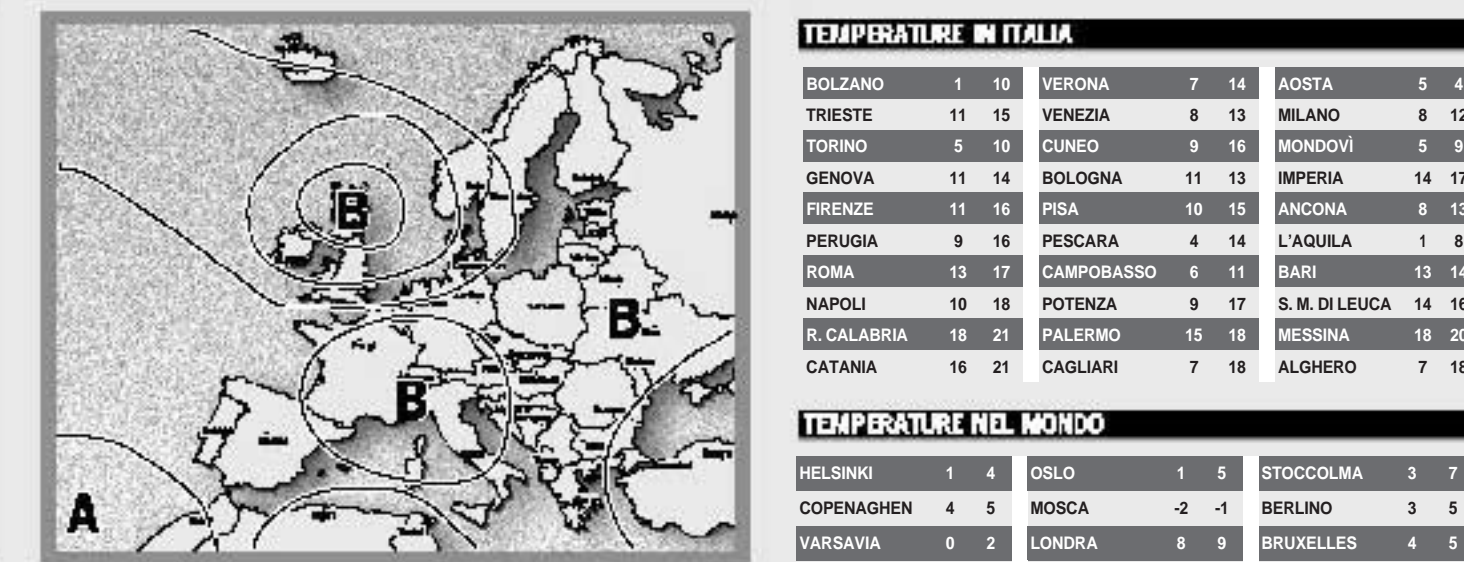 B
B
B
A
TEMPERATURE IN ITALIA
BOLZANO 1 10 VERONA 7 14 AOSTA 5 4
TRIESTE 11 15 VENEZIA 8 13 MILANO 8 12
TORINO 5 10 CUNEO 9 16 MONDOVÌ 5 9
GENOVA 11 14 BOLOGNA 11 13 IMPERIA 14 17
FIRENZE 11 16 PISA 10 15 ANCONA 8 13
PERUGIA 9 16 PESCARA 4 14 L'AQUILA 1 8
ROMA 13 17 CAMPOBASSO 6 11 BARI 13 14
NAPOLI 10 18 POTENZA 9 17 S. M. DI LEUCA 14 16
R. CALABRIA 18 21 PALERMO 15 18 MESSINA 18 20
CATANIA 16 21 CAGLIARI 7 18 ALGHERO 7 18
TEMPERATURE NEL MONDO
HELSINKI 1 4 OSLO 1 5 STOCCOLMA 3 7
COPENAGHEN 4 5 MOSCA -2 -1 BERLINO 3 5
VARSAVIA 0 2 LONDRA 8 9 BRUXELLES 4 5